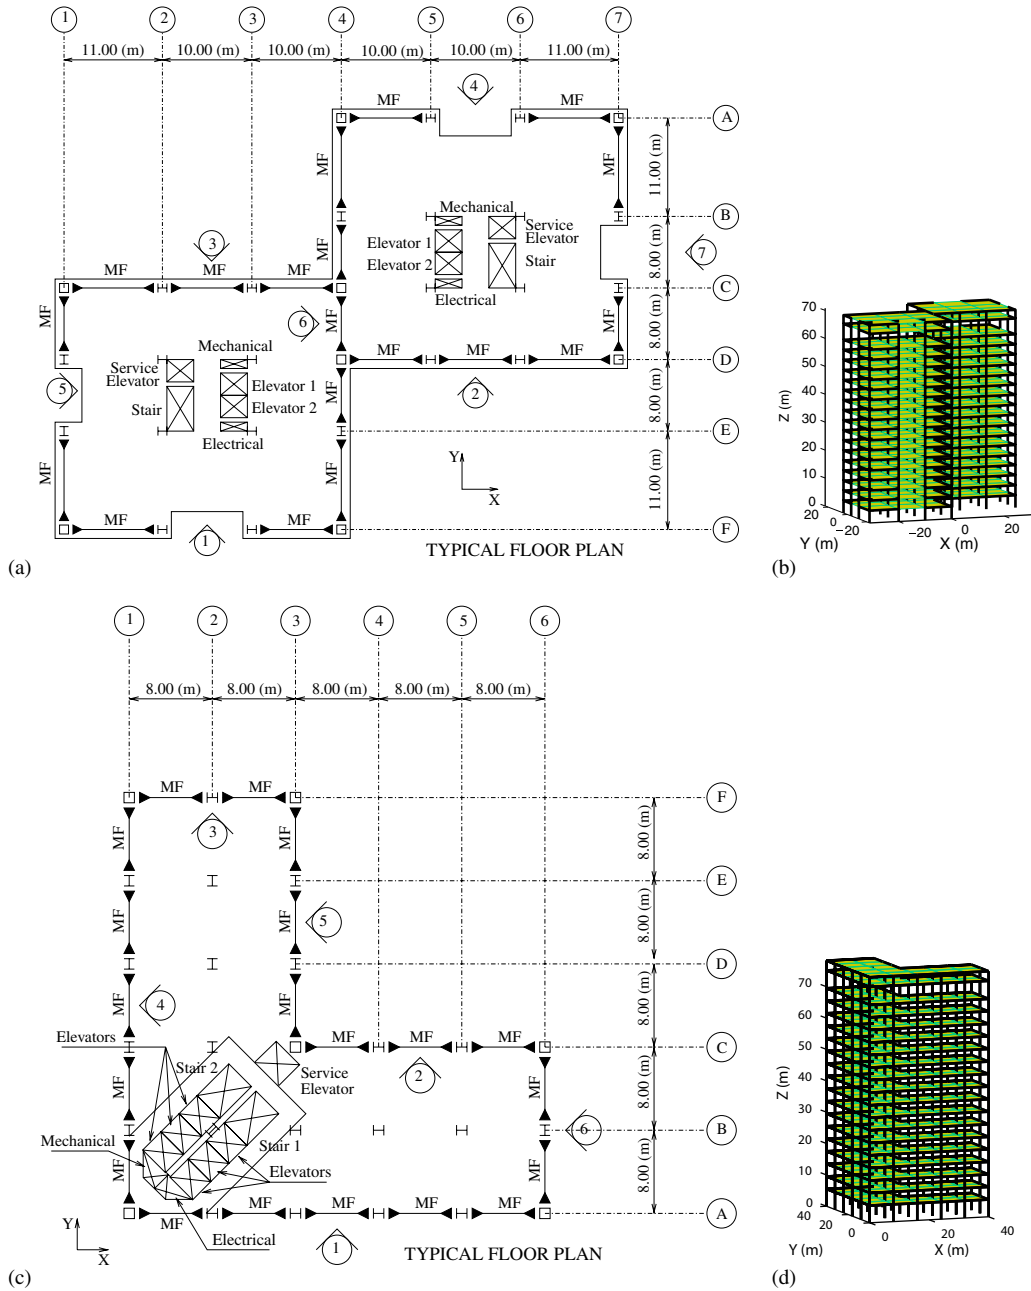 1 2 3 4 5 6 7
11.00 (m) 10.00 (m) 10.00 (m) 10.00 (m) 10.00 (m) 11.00 (m)
4
MF MF
A
MF MF
11.00 (m)
Mechanical
B
Service
Elevator
3
Elevator 1
7
8.00 (m)
MF
Elevator 2
Stair
MF MF MF
C
Electrical
MF
6
MF
MF
8.00 (m)
Mechanical
MF MF MF
D
Service
Elevator
5
Elevator 1
2
MF
8.00 (m)
Stair
Elevator 2
Electrical
E
Y
X
MF
MF
11.00 (m)
MF MF
F
1
TYPICAL FLOOR PLAN
(a)
70
60
50
40
30
20
10
0
Z (m)
20
0
−20
Y (m)
−20
0
20
X (m)
(b)
1 2 3 4 5 6
8.00 (m) 8.00 (m) 8.00 (m) 8.00 (m) 8.00 (m)
MF MF
F
3
MF MF
8.00 (m)
E
MF MF
5
8.00 (m)
D
4
MF MF
8.00 (m)
Elevators
MF MF MF
C
Stair 2
Service
Elevator
2
MF
MF
8.00 (m)
Mechanical
Stair 1
6
B
MF
Elevators
MF
8.00 (m)
MF MF MF MF MF
A
Y
X
Electrical
1
TYPICAL FLOOR PLAN
(c)
70
60
50
40
30
20
10
0
Z (m)
40
20
0
Y (m)
0
20
40
X (m)
(d)